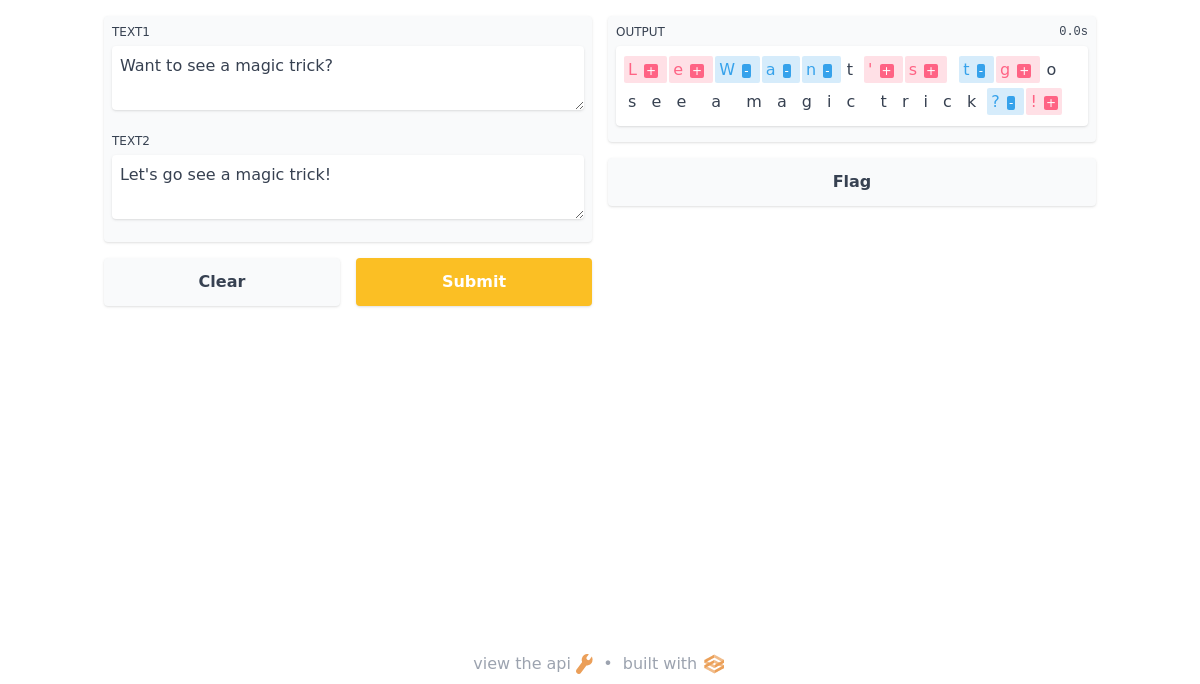 TEXT1
Want to see a magic trick?
TEXT2
Let's go see a magic trick!
Clear
Submit
OUTPUT
0.0s
L + e + W - a - n - t ' + s + t - g + o
s e e a m a g i c t r i c k ? - ! +
Flag
view the api • built with